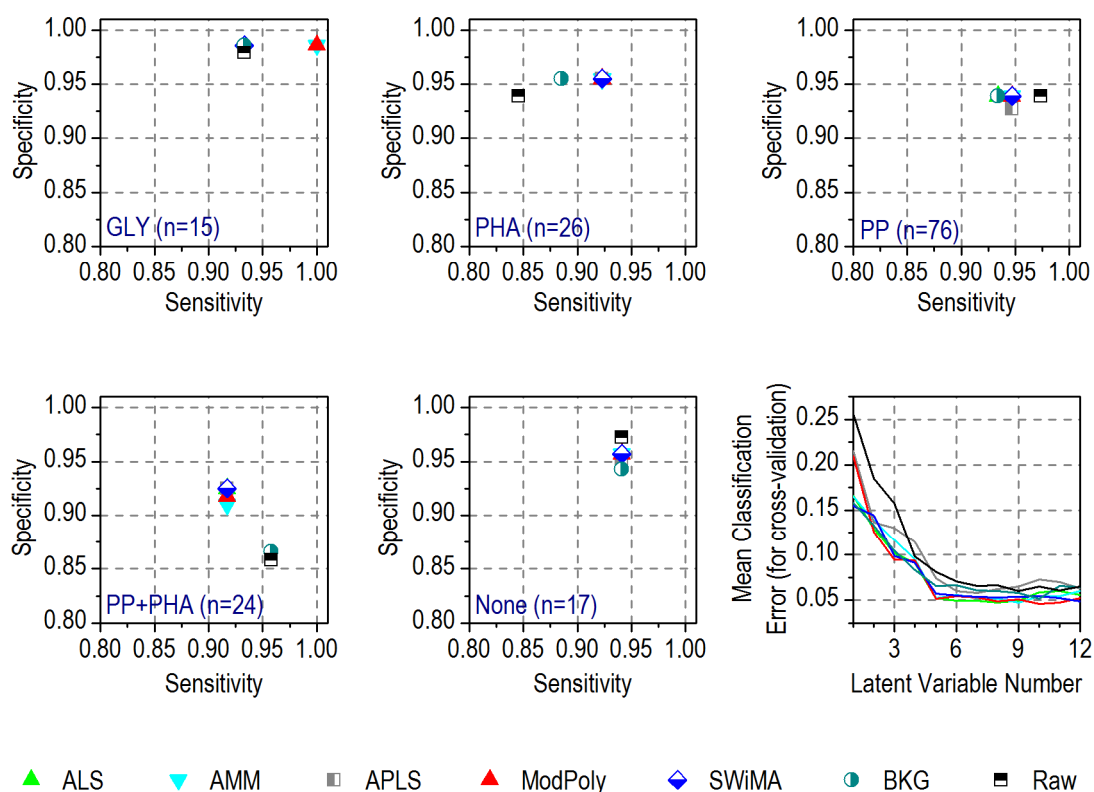 1.00
0.95
0.90
0.85
0.80
Specificity
GLY (n=15)
0.80 0.85 0.90 0.95 1.00
Sensitivity
1.00
0.95
0.90
0.85
0.80
Specificity
PHA (n=26)
0.80 0.85 0.90 0.95 1.00
Sensitivity
1.00
0.95
0.90
0.85
0.80
Specificity
PP (n=76)
0.80 0.85 0.90 0.95 1.00
Sensitivity
1.00
0.95
0.90
0.85
0.80
Specificity
PP+PHA (n=24)
0.80 0.85 0.90 0.95 1.00
Sensitivity
1.00
0.95
0.90
0.85
0.80
Specificity
None (n=17)
0.80 0.85 0.90 0.95 1.00
Sensitivity
Mean Classification
Error (for cross-validation)
0.25
0.20
0.15
0.10
0.05
3 6 9 12
Latent Variable Number
ALS AMM APLS ModPoly SWiMA BKG Raw